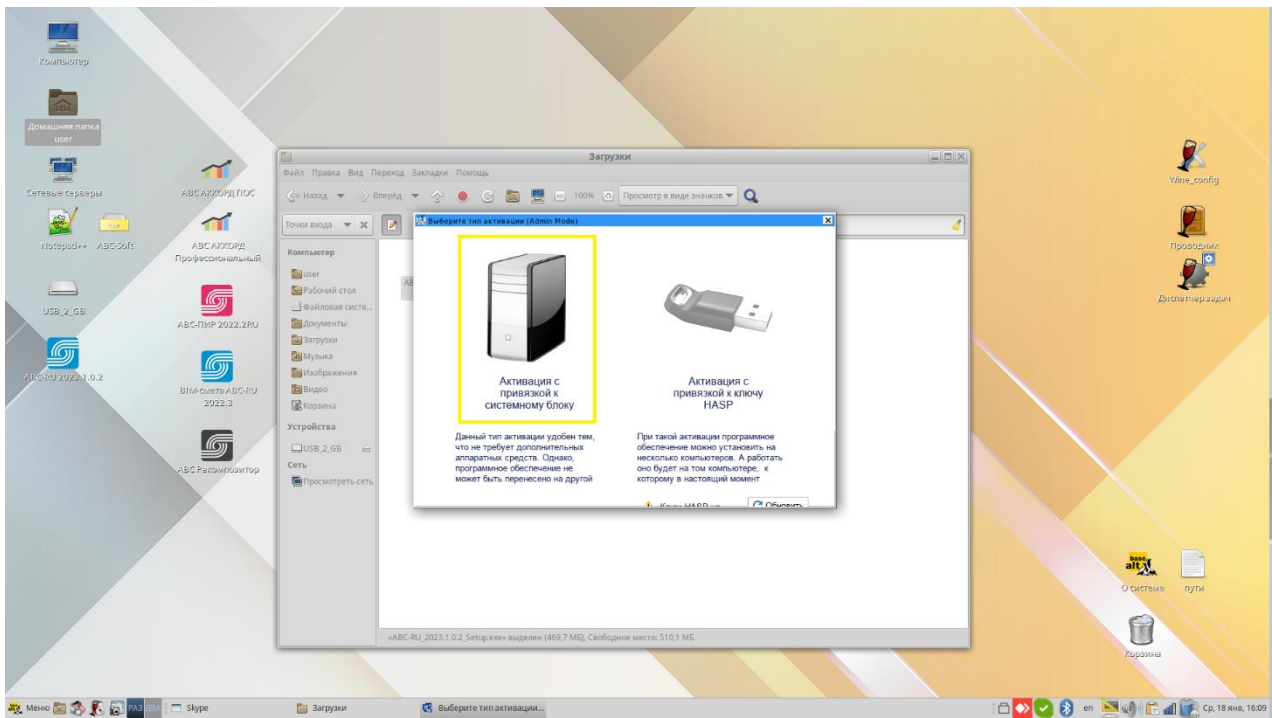 Компьютер
Домашняя папка
user
Сетевые серверы
ABC АККОРД ПОС
Notepad++
ABC-Soft
ABC АККОРД
Профессиональный
USB_2_GB
АВС-ПИР 2022.2RU
ABC-RU 2023.1.0.2
BIM-смета ABC-RU
2022.3
ABC Рекомпозитор
Загрузки
Файл Правка Вид Переход Закладки Помощь
Назад Вперёд 100% Просмотр в виде значков
Точки входа
Выберите тип активации (Admin Mode)
Компьютер
user
Рабочий стол
Файловая систе...
Документы
Загрузки
Музыка
Изображения
Видео
Корзина
Устройства
USB_2_GB
Сеть
Просмотреть сеть
Активация с
привязкой к
системному блоку
Данный тип активации удобен тем,
что не требует дополнительных
аппаратных средств. Однако,
программное обеспечение не
может быть перенесено на другой
Активация с
привязкой к ключу
HASP
При такой активации программное
обеспечение можно установить на
несколько компьютеров. А работать
оно будет на том компьютере, к
которому в настоящий момент
Обновить
«ABC-RU_2023.1.0.2_Setup.exe» выделен (469,7 МБ), Свободное место: 510,1 МБ
Wine_config
Проводник
Диспетчер задач
base
alt
О системе
пути
Корзина
Меню РАЗ ДВА Skype Загрузки Выберите тип активации... en Ср, 18 янв, 16:09